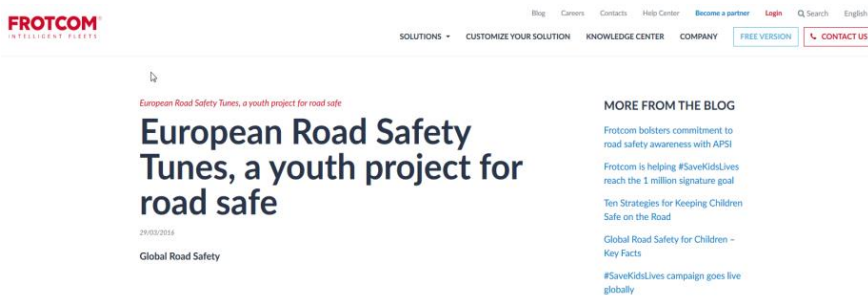 Blog Careers Contacts Help Center Become a partner Login Search English
FROTCOM
INTELLIGENT FLEETS
SOLUTIONS CUSTOMIZE YOUR SOLUTION KNOWLEDGE CENTER COMPANY FREE VERSION CONTACT US
European Road Safety Tunes, a youth project for road safe
European Road Safety
Tunes, a youth project for
road safe
29/03/2016
Global Road Safety
MORE FROM THE BLOG
Frotcom bolsters commitment to
road safety awareness with APSI
Frotcom is helping #SaveKidsLives
reach the 1 million signature goal
Ten Strategies for Keeping Children
Safe on the Road
Global Road Safety for Children –
Key Facts
#SaveKidsLives campaign goes live
globally